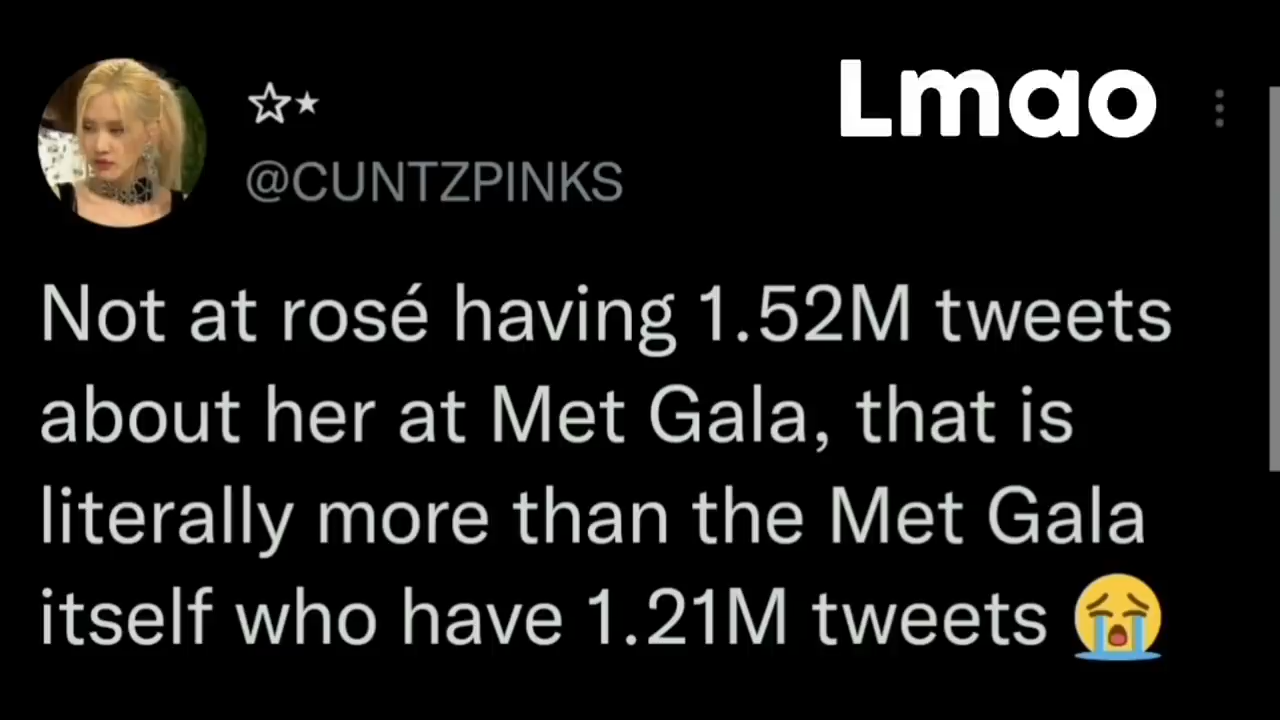 ☆★
Lmao
@CUNTZPINKS
Not at rosé having 1.52M tweets
about her at Met Gala, that is
literally more than the Met Gala
itself who have 1.21M tweets 😭